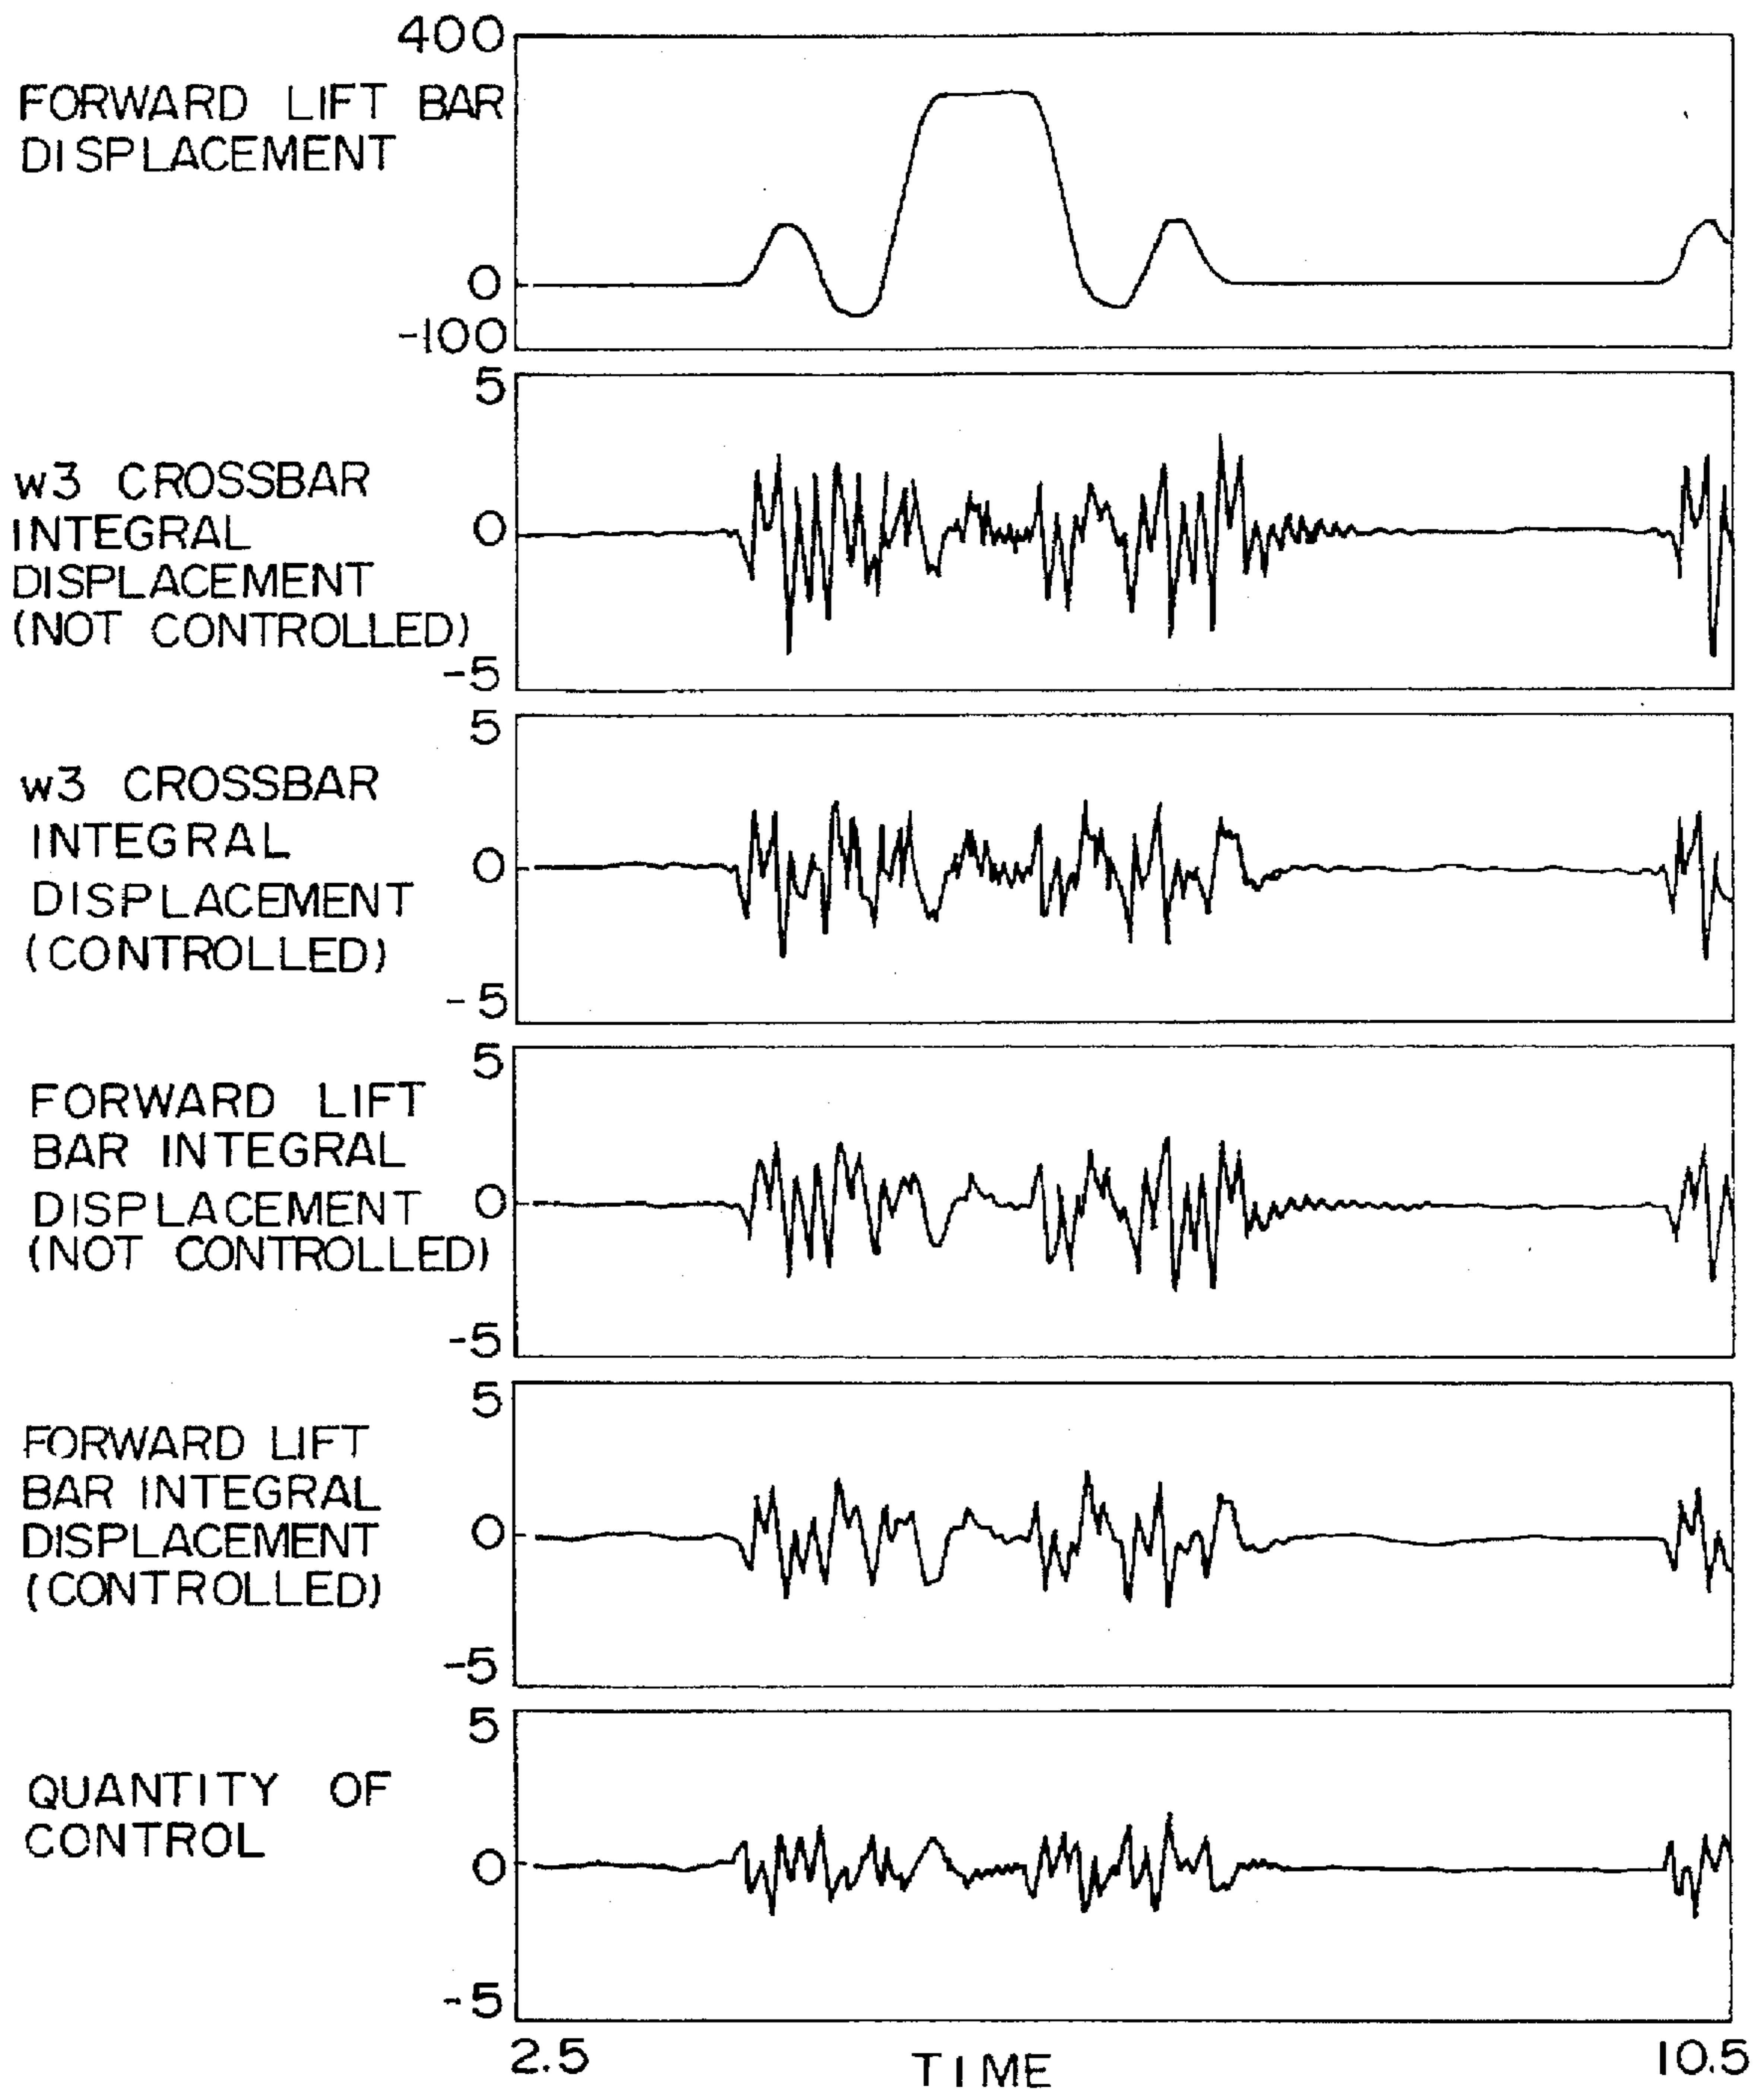 400
FORWARD LIFT BAR
DISPLACEMENT
0
-100
5
w3 CROSSBAR
INTEGRAL
0
DISPLACEMENT
(NOT CONTROLLED)
-5
5
w3 CROSSBAR
INTEGRAL
0
DISPLACEMENT
(CONTROLLED)
-5
5
FORWARD LIFT
BAR INTEGRAL
0
DISPLACEMENT
(NOT CONTROLLED)
-5
5
FORWARD LIFT
BAR INTEGRAL
0
DISPLACEMENT
(CONTROLLED)
-5
5
QUANTITY OF
CONTROL
0
-5
2.5 TIME 10.5